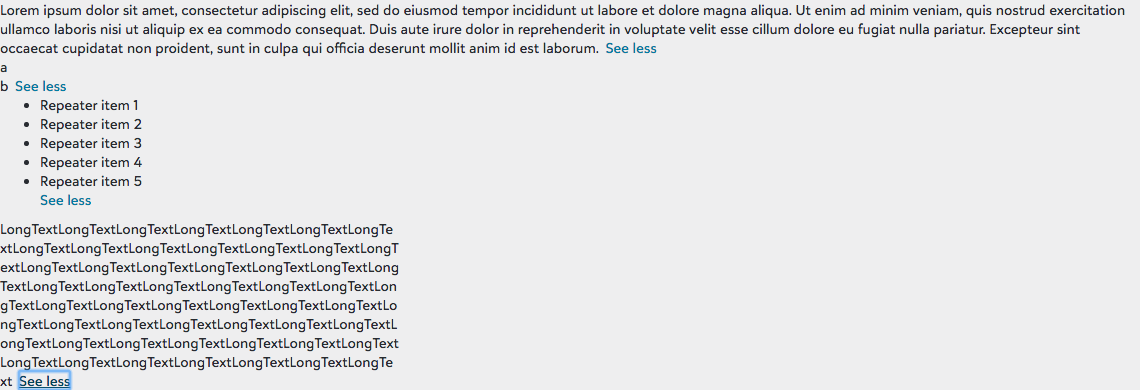 Lorem ipsum dolor sit amet, consectetur adipiscing elit, sed do eiusmod tempor incididunt ut labore et dolore magna aliqua. Ut enim ad minim veniam, quis nostrud exercitation
ullamco laboris nisi ut aliquip ex ea commodo consequat. Duis aute irure dolor in reprehenderit in voluptate velit esse cillum dolore eu fugiat nulla pariatur. Excepteur sint
occaecat cupidatat non proident, sunt in culpa qui officia deserunt mollit anim id est laborum. See less
a
b See less
• Repeater item 1
• Repeater item 2
• Repeater item 3
• Repeater item 4
• Repeater item 5
See less
LongTextLongTextLongTextLongTextLongTextLongTextLongTe
xtLongTextLongTextLongTextLongTextLongTextLongTextLongT
extLongTextLongTextLongTextLongTextLongTextLongTextLong
TextLongTextLongTextLongTextLongTextLongTextLongTextLon
gTextLongTextLongTextLongTextLongTextLongTextLongTextLo
ngTextLongTextLongTextLongTextLongTextLongTextLongTextL
ongTextLongTextLongTextLongTextLongTextLongTextLongText
LongTextLongTextLongTextLongTextLongTextLongTextLongTe
xt See less